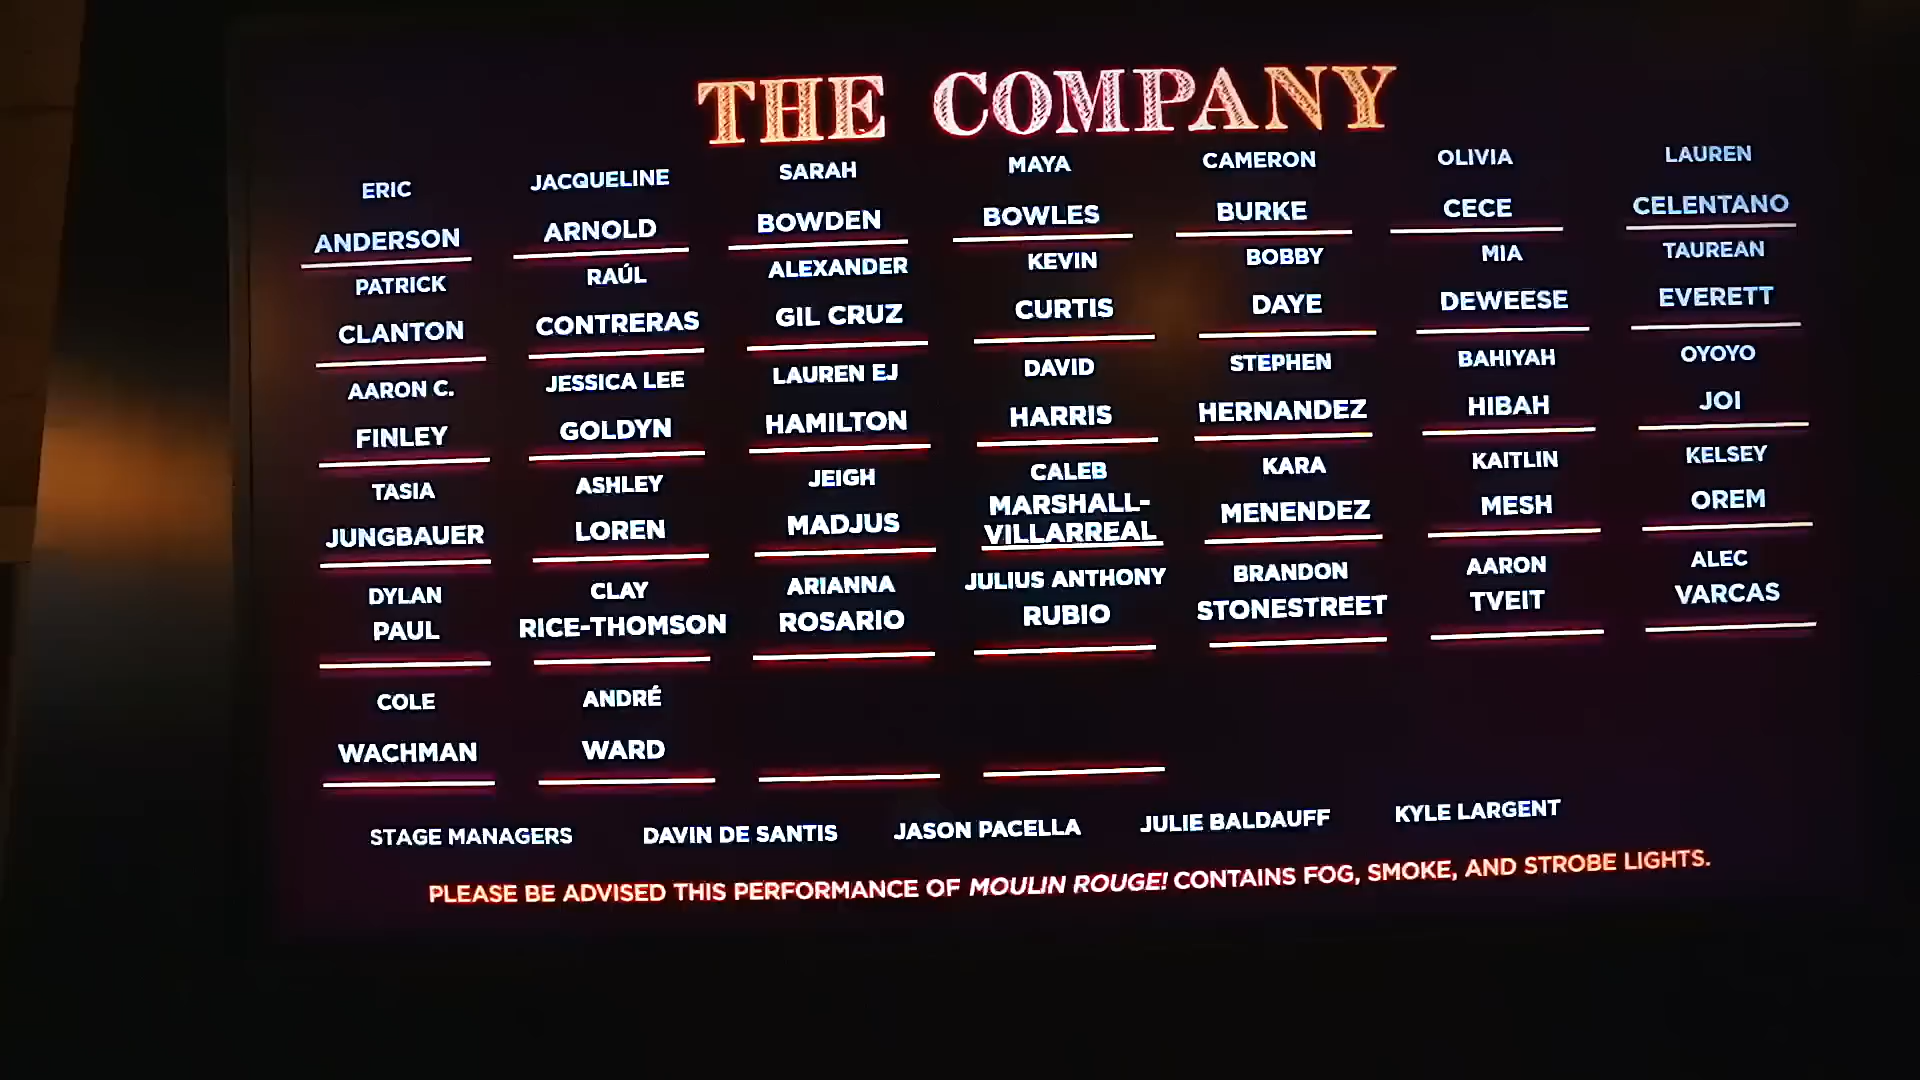 THE COMPANY
ERIC JACQUELINE SARAH MAYA CAMERON OLIVIA LAUREN
ANDERSON ARNOLD BOWDEN BOWLES BURKE CECE CELENTANO
PATRICK RAÚL ALEXANDER KEVIN BOBBY MIA TAUREAN
CLANTON CONTRERAS GIL CRUZ CURTIS DAYE DEWEESE EVERETT
AARON C. JESSICA LEE LAUREN EJ DAVID STEPHEN BAHIYAH OYOYO
FINLEY GOLDYN HAMILTON HARRIS HERNANDEZ HIBAH JOI
TASIA ASHLEY JEIGH CALEB KARA KAITLIN KELSEY
JUNGBAUER LOREN MADJUS MARSHALL-
VILLARREAL MENENDEZ MESH OREM
DYLAN CLAY ARIANNA JULIUS ANTHONY BRANDON AARON ALEC
PAUL RICE-THOMSON ROSARIO RUBIO STONESTREET TVEIT VARCAS
COLE ANDRÉ
WACHMAN WARD
STAGE MANAGERS DAVIN DE SANTIS JASON PACELLA JULIE BALDAUFF KYLE LARGENT
PLEASE BE ADVISED THIS PERFORMANCE OF MOULIN ROUGE! CONTAINS FOG, SMOKE, AND STROBE LIGHTS.